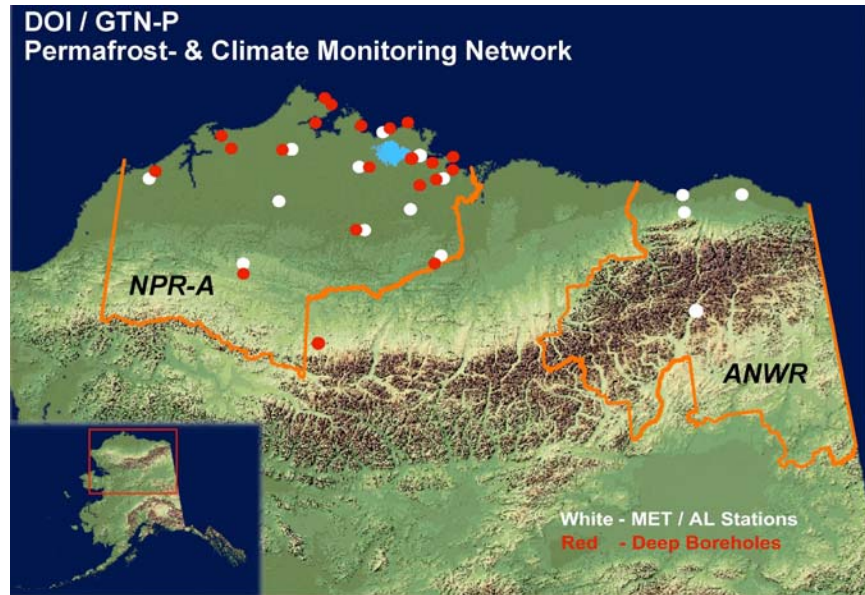 DOI / GTN-P
Permafrost- & Climate Monitoring Network
NPR-A
ANWR
White - MET / AL Stations
Red - Deep Boreholes